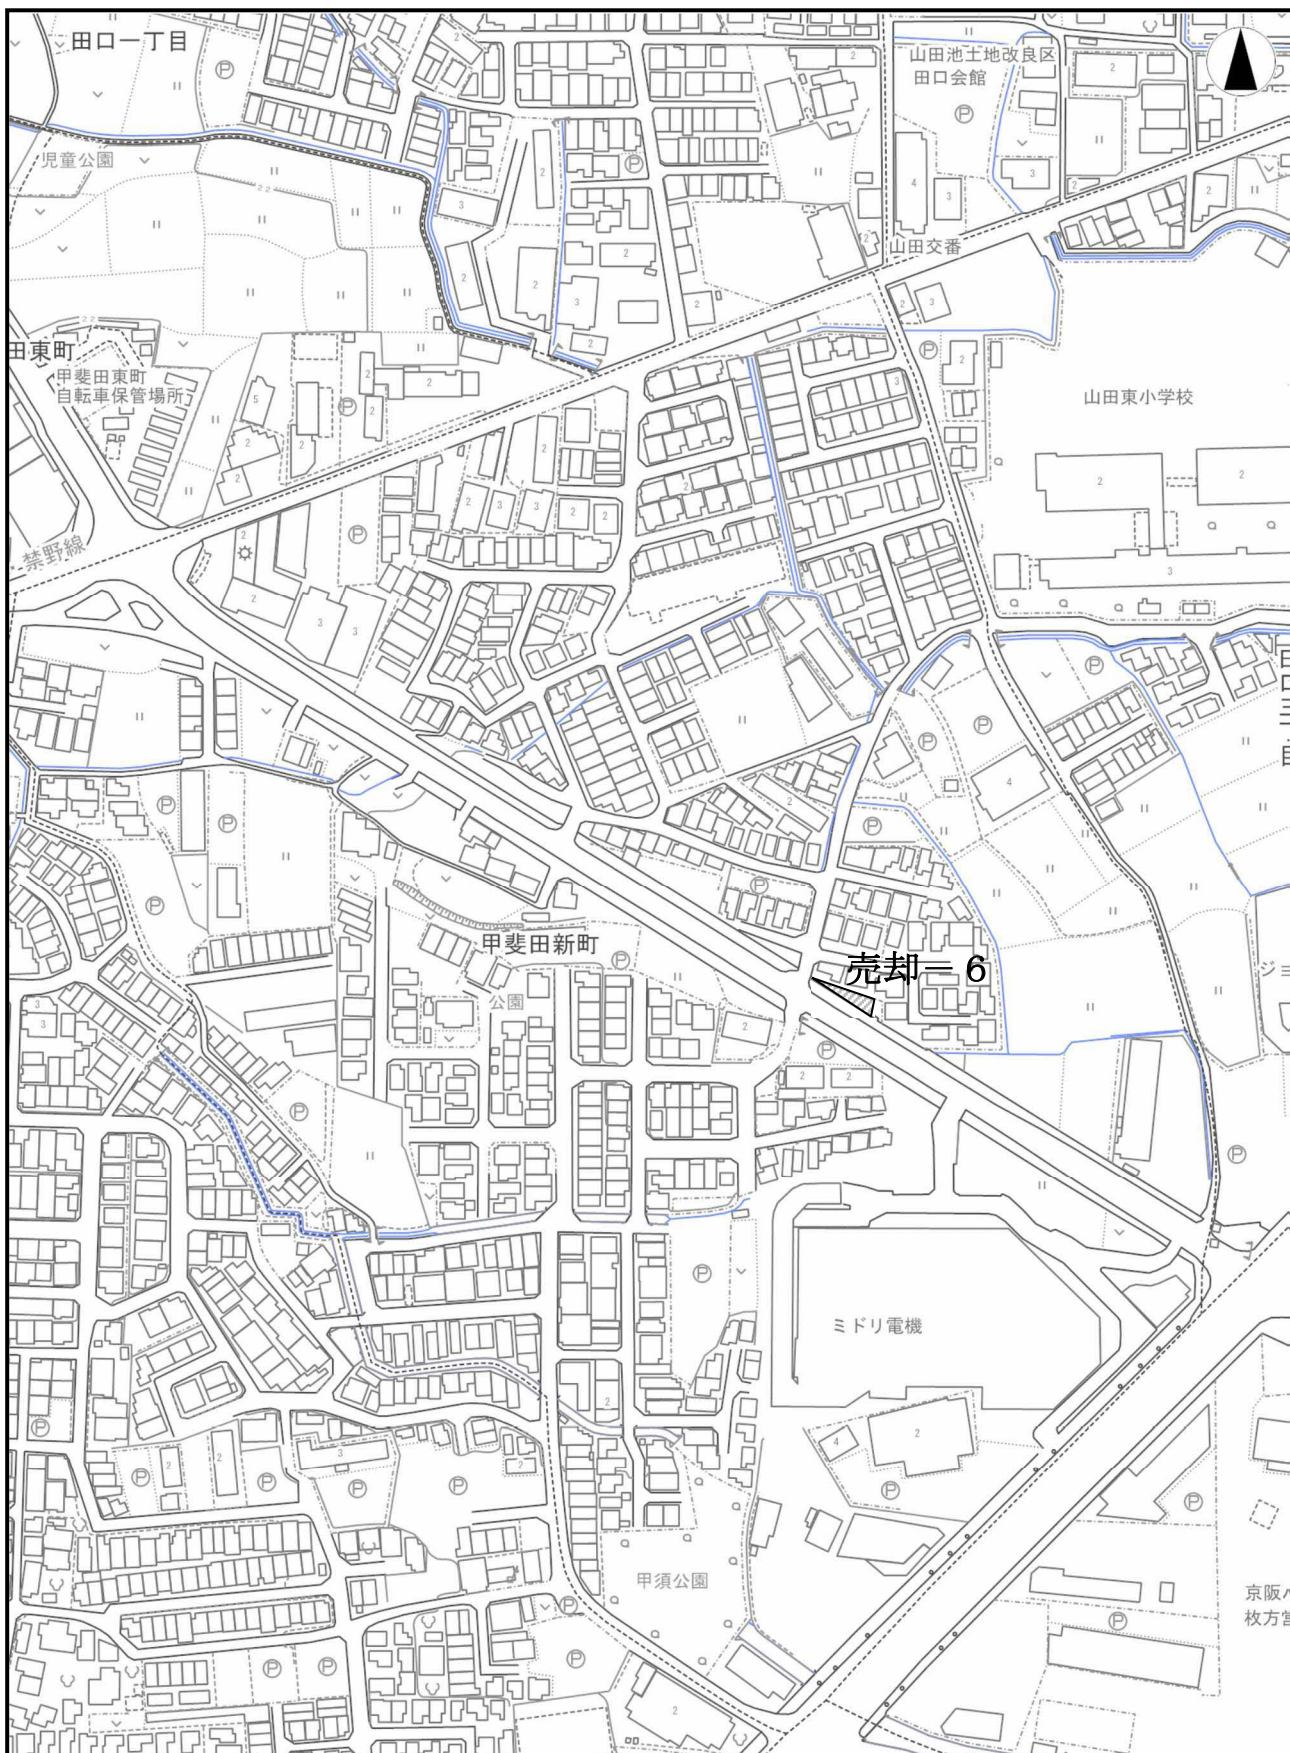 田口一丁目
山田池土地改良区
田口会館
児童公園
山田交番
田東町
甲斐田東町
自転車保管場所
山田東小学校
禁野線
甲斐田新町
売却－6
公園
ジョ
ミドリ電機
甲須公園
京阪
枚方営